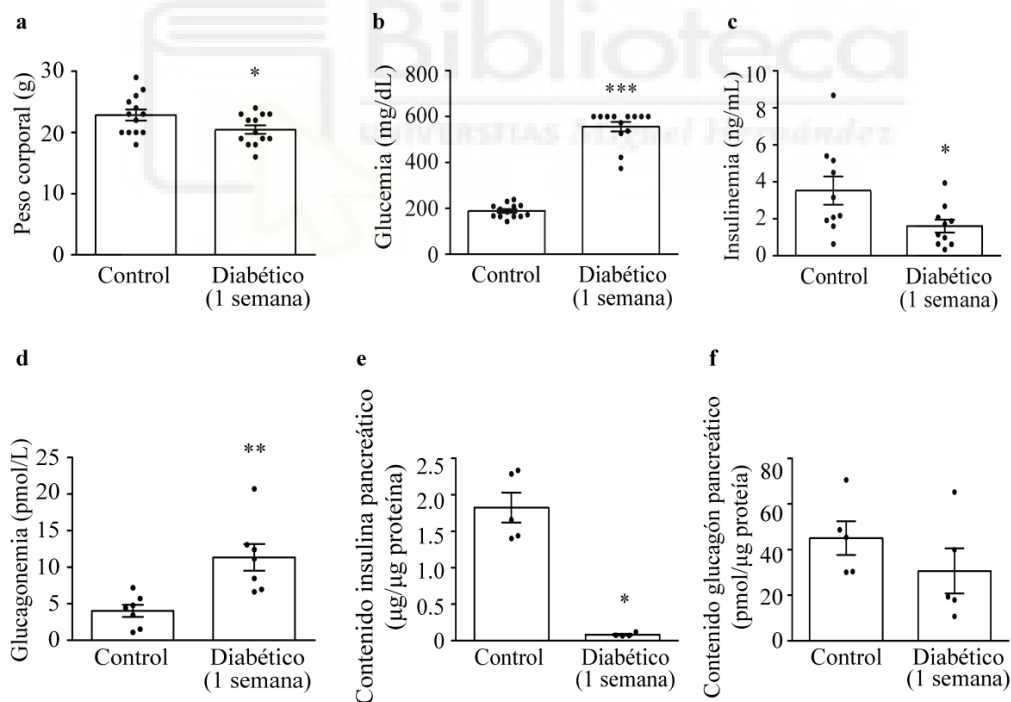 Biblioteca
UNIVERSITAS Miguel Hernández
a
Peso corporal (g)
30
20
10
0
*
Control
Diabético
(1 semana)
b
Glucemia (mg/dL)
800
600
400
200
0
***
Control
Diabético
(1 semana)
c
Insulinemia (ng/mL)
10
8
6
4
2
0
*
Control
Diabético
(1 semana)
d
Glucagonemia (pmol/L)
25
20
15
10
5
0
**
Control
Diabético
(1 semana)
e
Contenido insulina pancreático
(µg/µg proteína)
2.5
2.0
1.5
1.0
0.5
0
*
Control
Diabético
(1 semana)
f
Contenido glucagón pancreático
(pmol/µg proteía)
80
60
40
20
0
Control
Diabético
(1 semana)